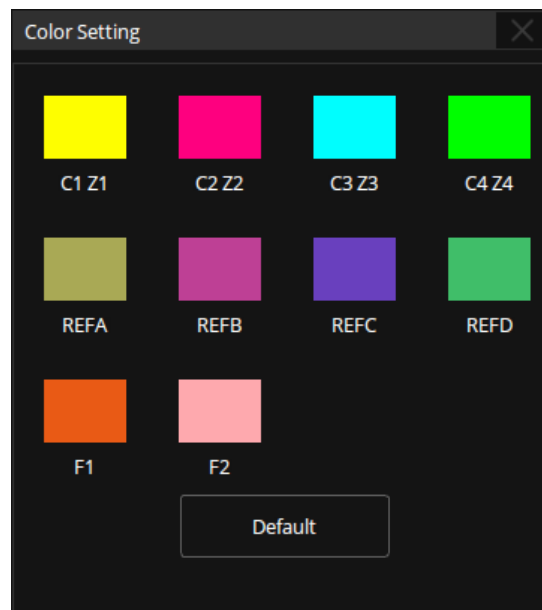 Color Setting
C1 Z1 C2 Z2 C3 Z3 C4 Z4
REFA REFB REFC REFD
F1 F2
Default